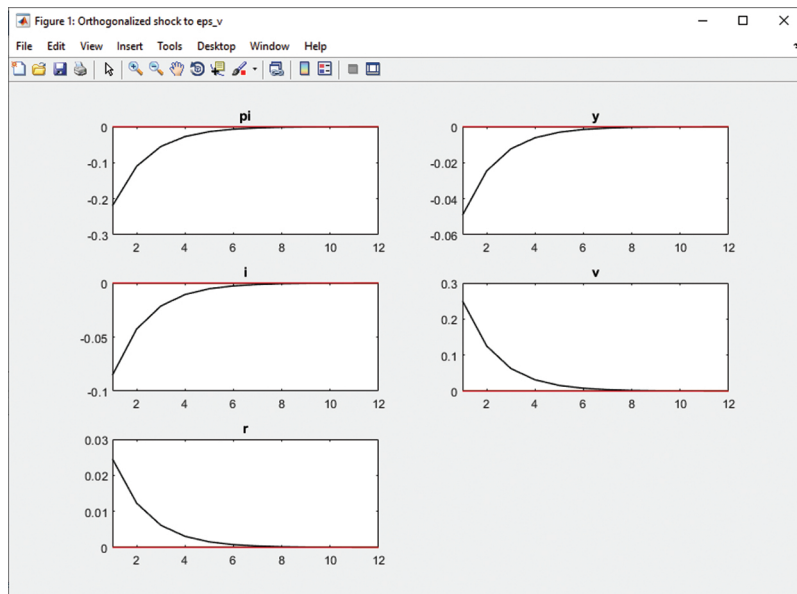 Figure 1: Orthogonalized shock to eps_v
File Edit View Insert Tools Desktop Window Help
pi
0
-0.1
-0.2
-0.3
2 4 6 8 10 12
y
0
-0.02
-0.04
-0.06
2 4 6 8 10 12
i
0
-0.05
-0.1
2 4 6 8 10 12
v
0.3
0.2
0.1
0
2 4 6 8 10 12
r
0.03
0.02
0.01
0
2 4 6 8 10 12